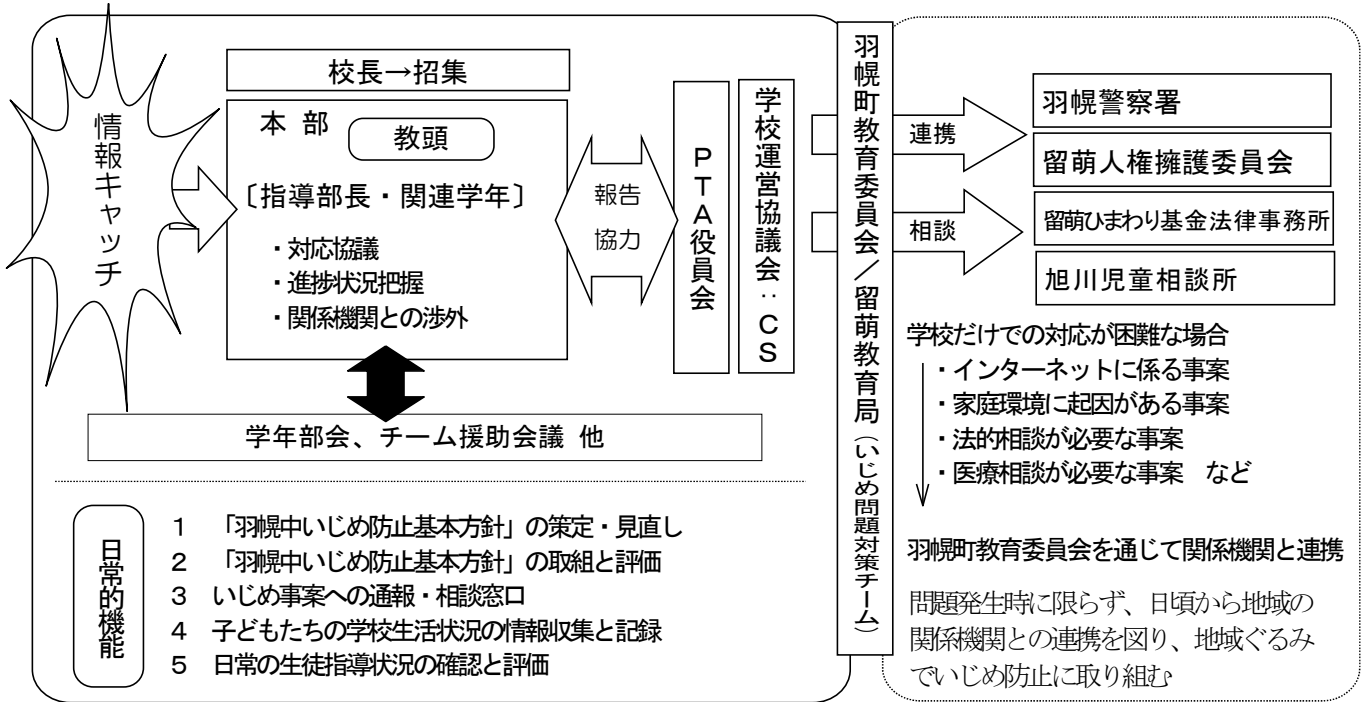 情報キャッチ
校長→招集
本 部
教頭
〔指導部長・関連学年〕
・対応協議
・進捗状況把握
・関係機関との渉外
報告
協力
ＰＴＡ役員会
学校運営協議会：ＣＳ
学年部会、チーム援助会議 他
日常的機能
１ 「羽幌中いじめ防止基本方針」の策定・見直し
２ 「羽幌中いじめ防止基本方針」の取組と評価
３ いじめ事案への通報・相談窓口
４ 子どもたちの学校生活状況の情報収集と記録
５ 日常の生徒指導状況の確認と評価
羽幌町教育委員会／留萌教育局（いじめ問題対策チーム）
連携
相談
羽幌警察署
留萌人権擁護委員会
留萌ひまわり基金法律事務所
旭川児童相談所
学校だけでの対応が困難な場合
・インターネットに係る事案
・家庭環境に起因がある事案
・法的相談が必要な事案
・医療相談が必要な事案　など
羽幌町教育委員会を通じて関係機関と連携
問題発生時に限らず、日頃から地域の
関係機関との連携を図り、地域ぐるみ
でいじめ防止に取り組む